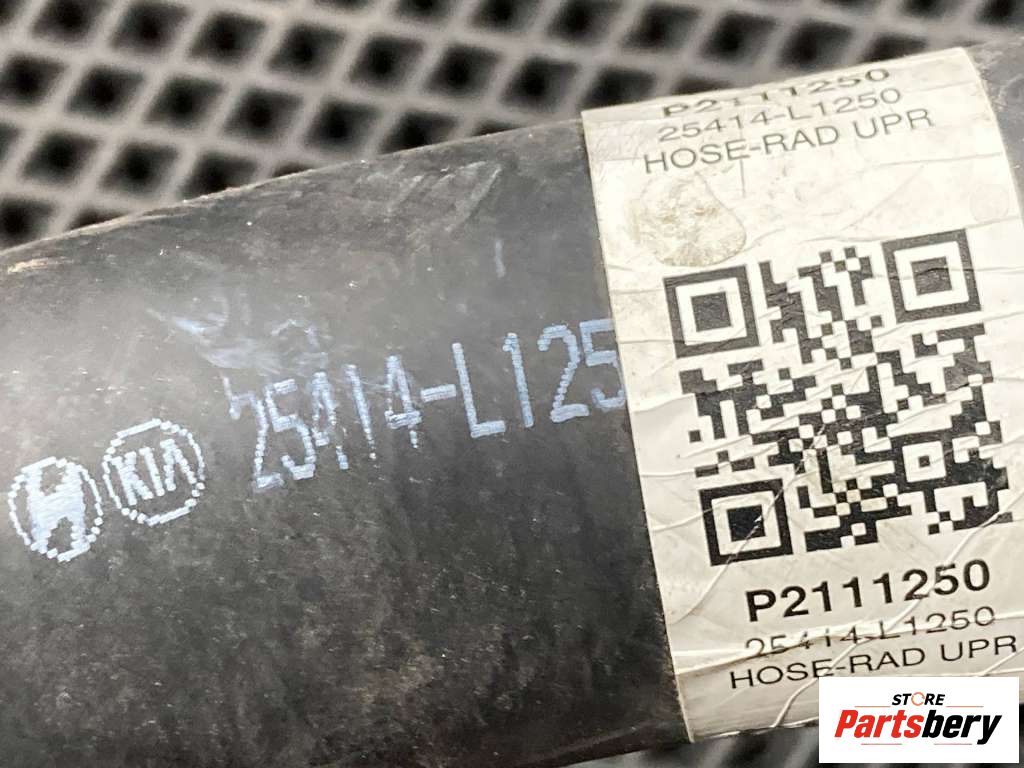 P2111250
25414-L1250
HOSE-RAD UPR
KIA 25414-L125
P2111250
25414-L1250
HOSE-RAD UPR
STORE
Partsbery